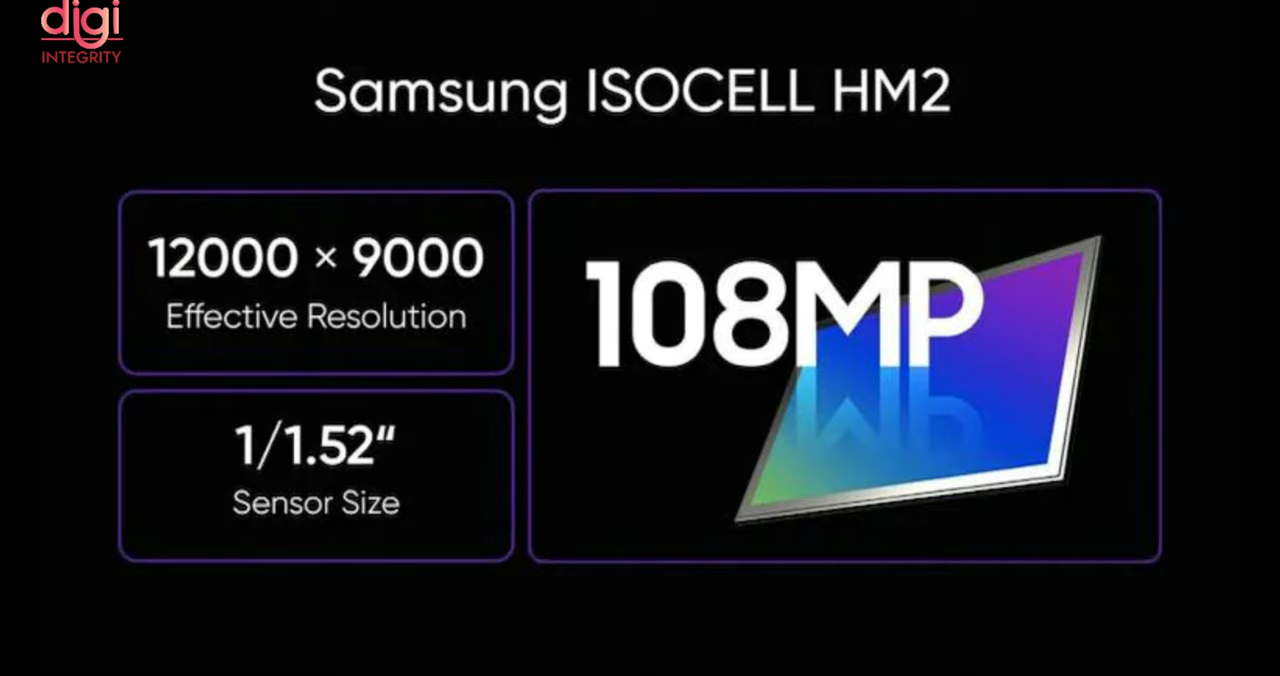 digi
INTEGRITY
Samsung ISOCELL HM2
12000 × 9000
Effective Resolution
1/1.52“
Sensor Size
108MP